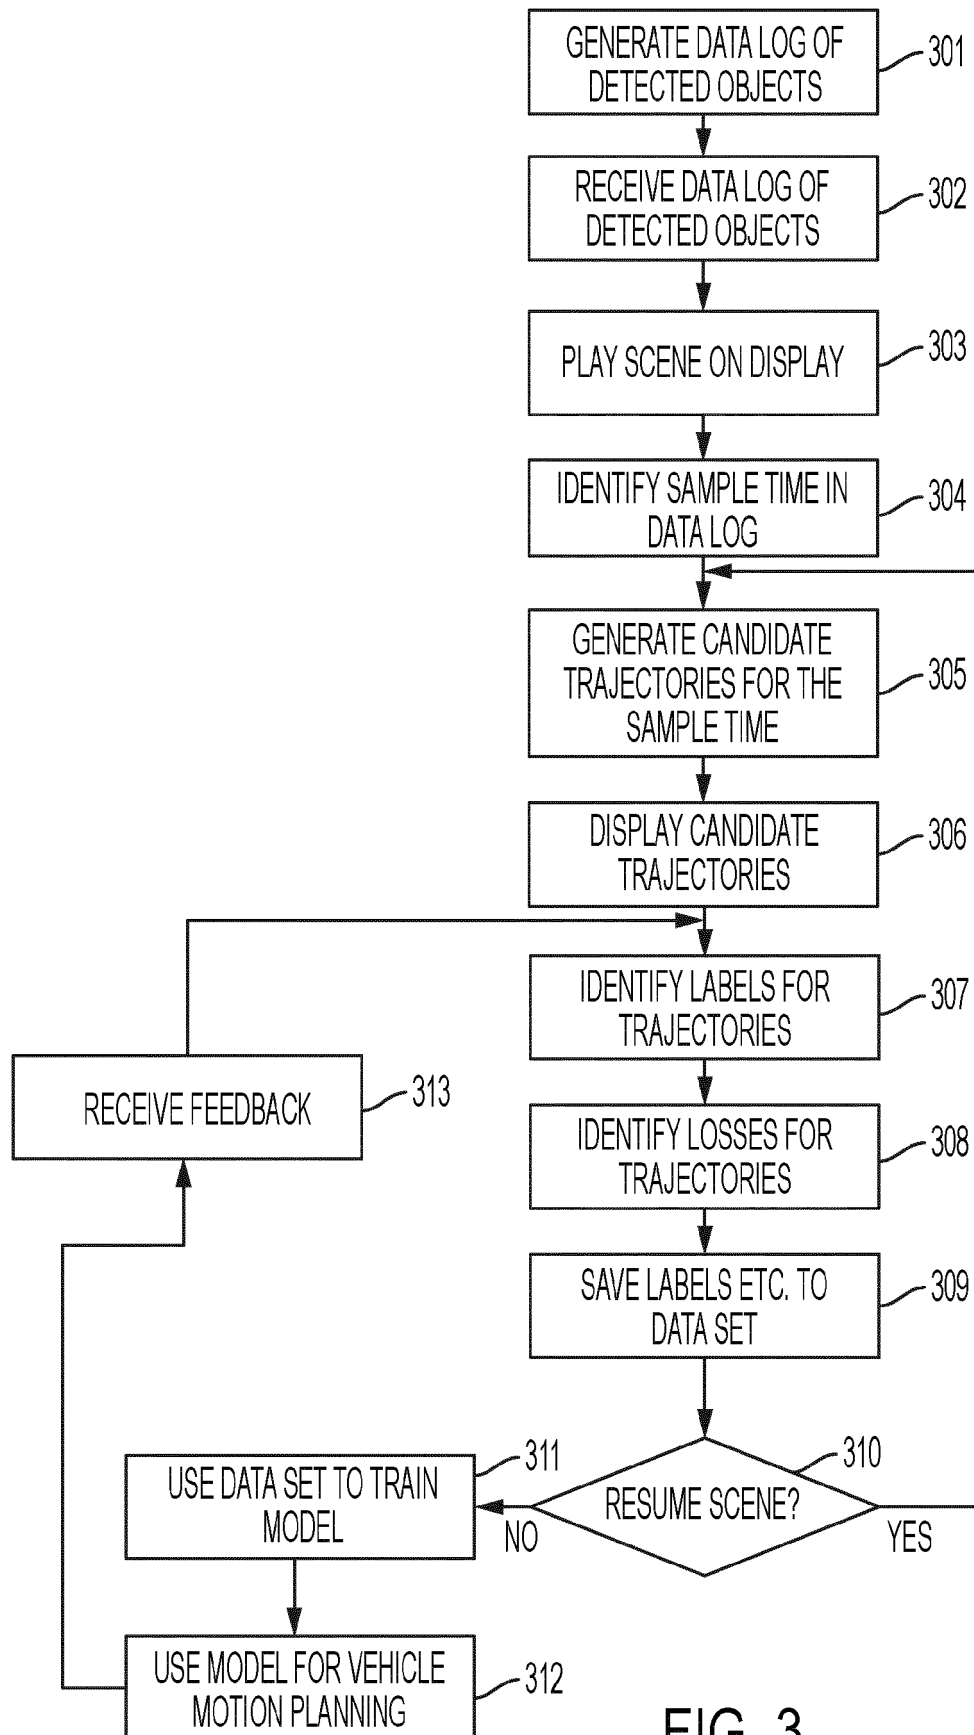 GENERATE DATA LOG OF
DETECTED OBJECTS
301
RECEIVE DATA LOG OF
DETECTED OBJECTS
302
PLAY SCENE ON DISPLAY
303
IDENTIFY SAMPLE TIME IN
DATA LOG
304
GENERATE CANDIDATE
TRAJECTORIES FOR THE
SAMPLE TIME
305
DISPLAY CANDIDATE
TRAJECTORIES
306
IDENTIFY LABELS FOR
TRAJECTORIES
307
RECEIVE FEEDBACK
313
IDENTIFY LOSSES FOR
TRAJECTORIES
308
SAVE LABELS ETC. TO
DATA SET
309
RESUME SCENE?
310
NO
YES
USE DATA SET TO TRAIN
MODEL
311
USE MODEL FOR VEHICLE
MOTION PLANNING
312
FIG. 3